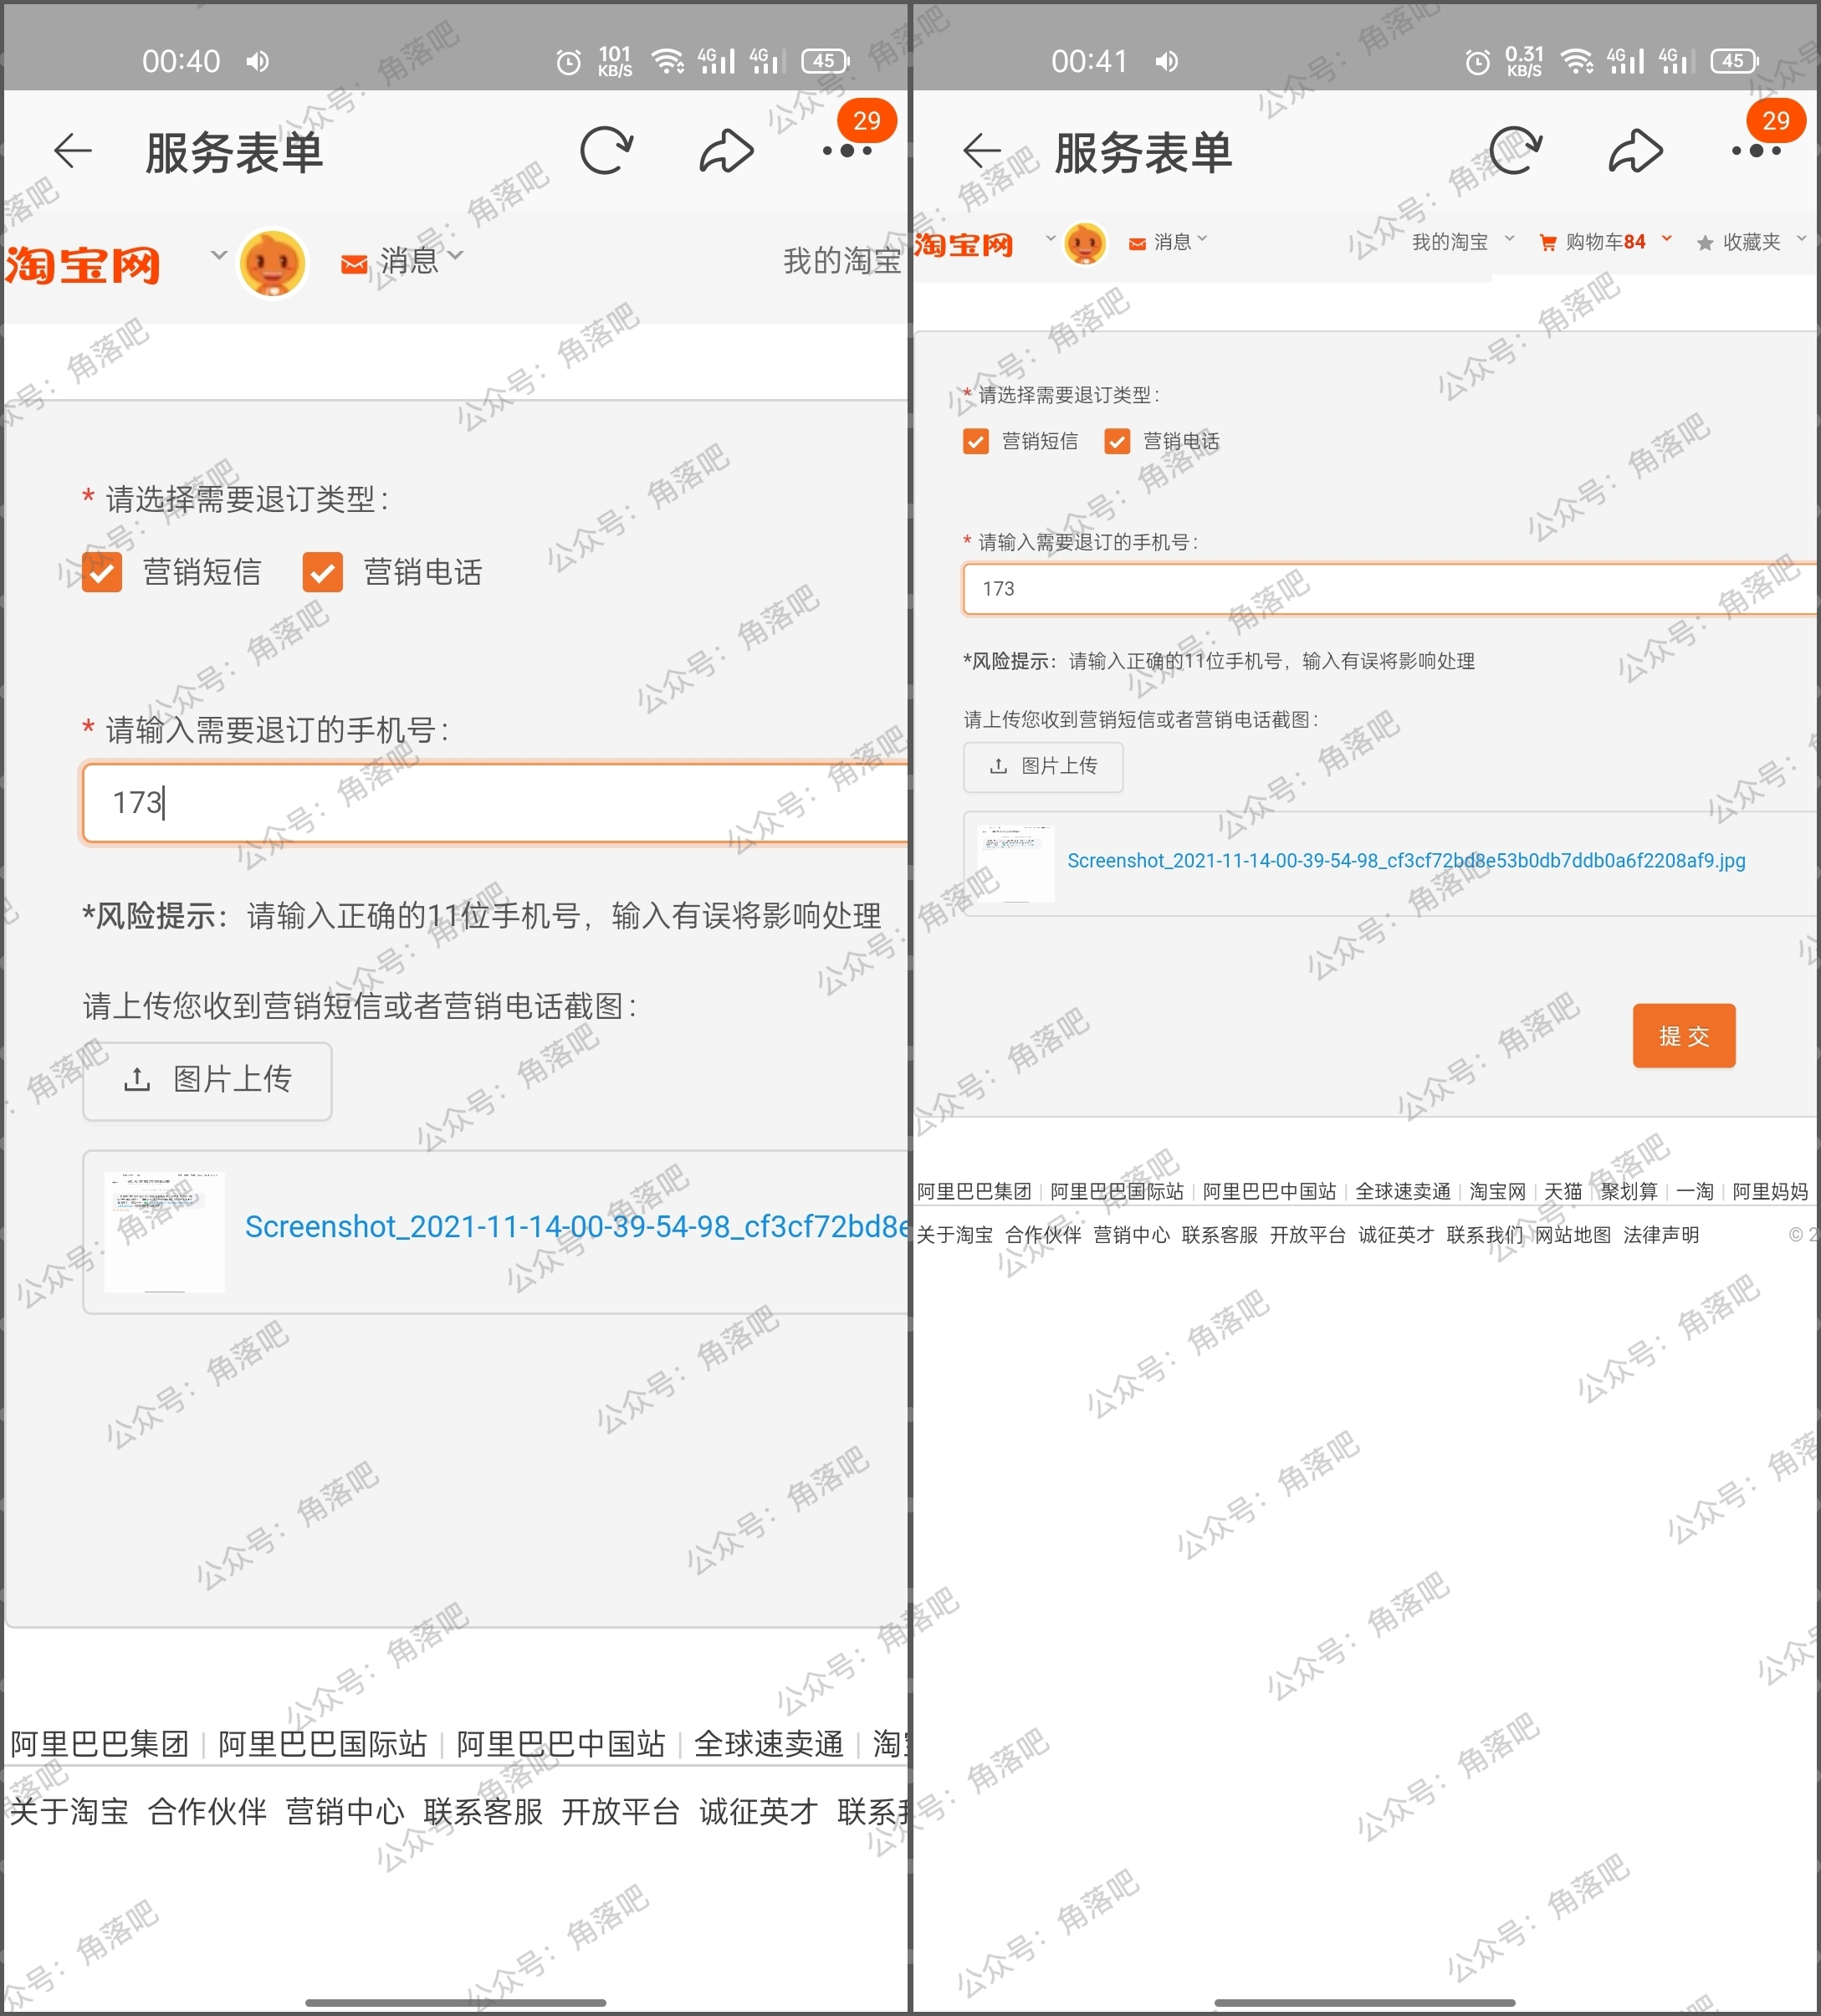 00:40
101
KB/S
4G
4G
45
服务表单
29
淘宝网
消息
我的淘宝
* 请选择需要退订类型：
营销短信
营销电话
* 请输入需要退订的手机号：
173
*风险提示：请输入正确的11位手机号，输入有误将影响处理
请上传您收到营销短信或者营销电话截图：
图片上传
Screenshot_2021-11-14-00-39-54-98_cf3cf72bd8e
阿里巴巴集团 | 阿里巴巴国际站 | 阿里巴巴中国站 | 全球速卖通 | 淘
关于淘宝 合作伙伴 营销中心 联系客服 开放平台 诚征英才 联系
00:41
0.31
KB/S
4G
4G
45
服务表单
29
淘宝网
消息
我的淘宝
购物车84
收藏夹
* 请选择需要退订类型：
营销短信
营销电话
* 请输入需要退订的手机号：
173
*风险提示：请输入正确的11位手机号，输入有误将影响处理
请上传您收到营销短信或者营销电话截图：
图片上传
Screenshot_2021-11-14-00-39-54-98_cf3cf72bd8e53b0db7ddb0a6f2208af9.jpg
提交
阿里巴巴集团 | 阿里巴巴国际站 | 阿里巴巴中国站 | 全球速卖通 | 淘宝网 | 天猫 | 聚划算 | 一淘 | 阿里妈妈
关于淘宝 合作伙伴 营销中心 联系客服 开放平台 诚征英才 联系我们 网站地图 法律声明 © 2
公众号：角落吧